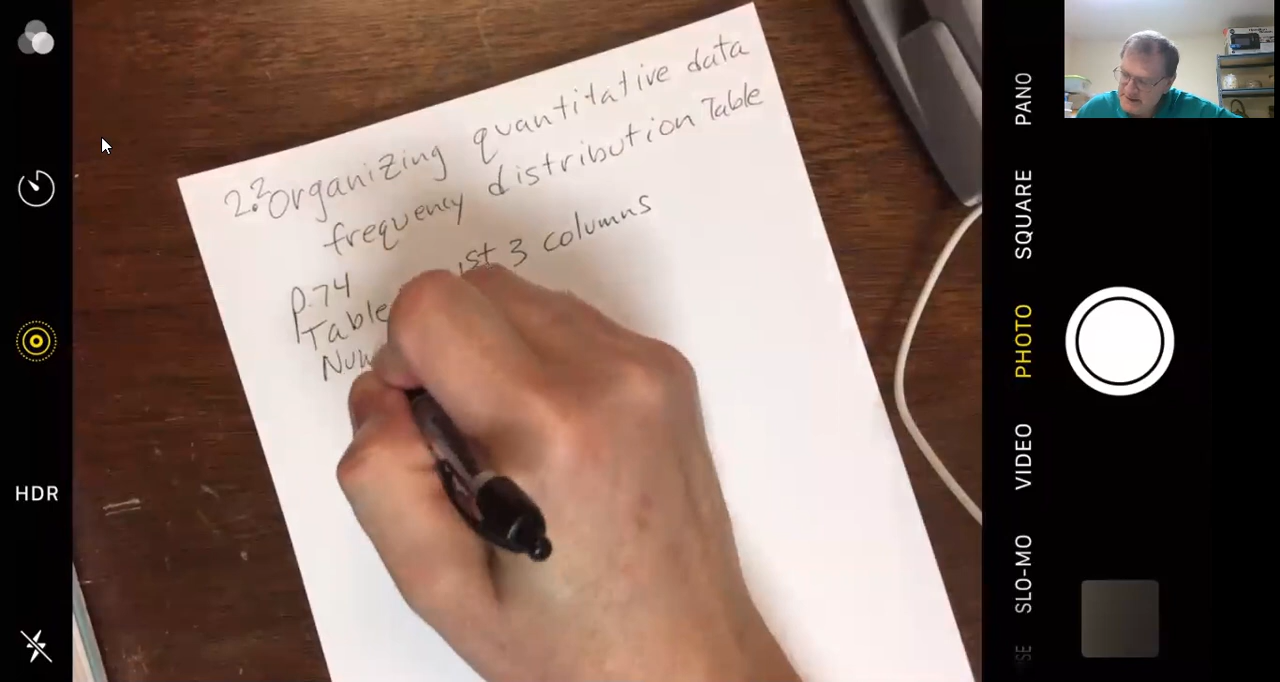 2.2 Organizing quantitative data
frequency distribution Table
1st 3 columns
p.74
Table
HDR
PANO
SQUARE
PHOTO
VIDEO
SLO-MO
SE